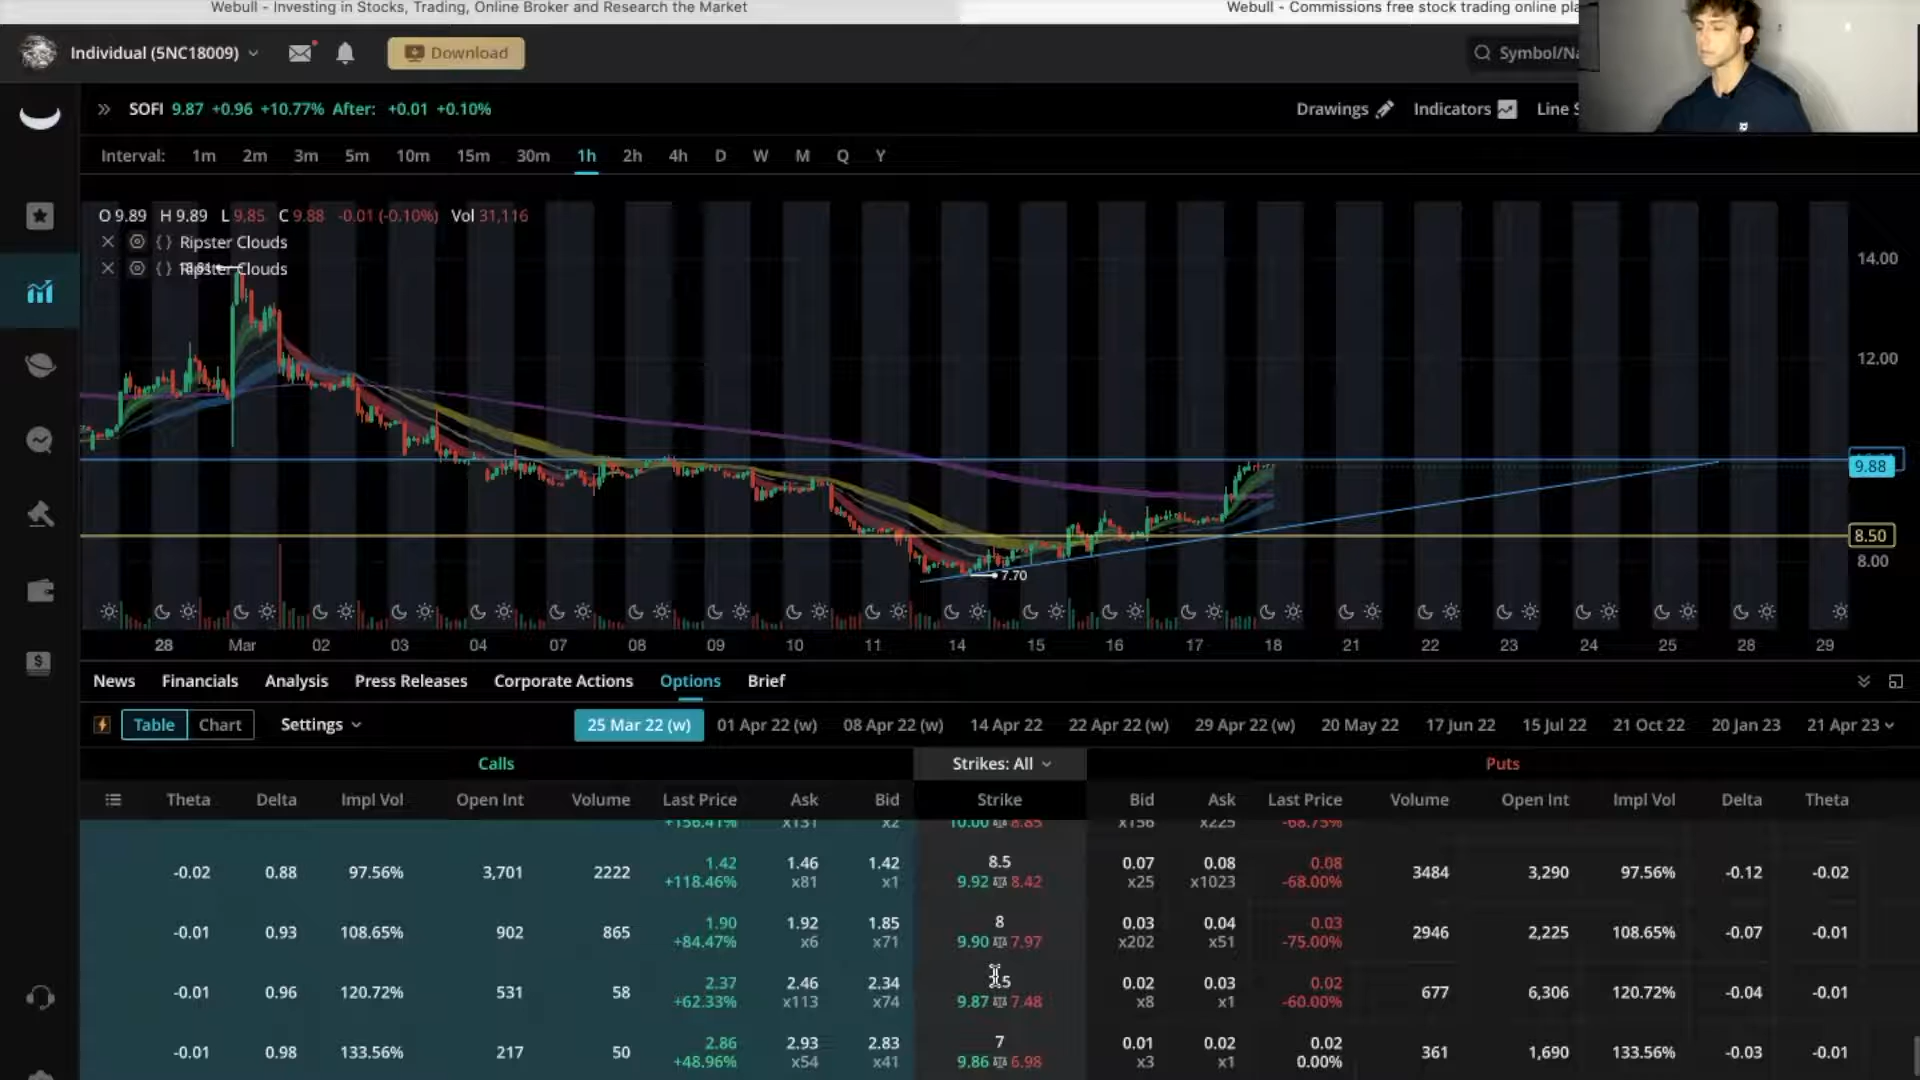 Webull - Investing in Stocks, Trading, Online Broker and Research the Market
Webull - Commissions free stock trading online pla
Individual (5NC18009)
Download
Symbol/Na
SOFI 9.87 +0.96 +10.77% After: +0.01 +0.10%
Drawings Indicators Line S
Interval: 1m 2m 3m 5m 10m 15m 30m 1h 2h 4h D W M Q Y
O 9.89 H 9.89 L 9.85 C 9.88 -0.01 (-0.10%) Vol 31,116
Ripster Clouds
Ripster Clouds
14.00
12.00
9.88
8.50
8.00
7.70
28 Mar 02 03 04 07 08 09 10 11 14 15 16 17 18 21 22 23 24 25 28 29
News Financials Analysis Press Releases Corporate Actions Options Brief
Table Chart Settings 25 Mar 22 (w) 01 Apr 22 (w) 08 Apr 22 (w) 14 Apr 22 22 Apr 22 (w) 29 Apr 22 (w) 20 May 22 17 Jun 22 15 Jul 22 21 Oct 22 20 Jan 23 21 Apr 23
Calls Strikes: All Puts
Theta Delta Impl Vol Open Int Volume Last Price Ask Bid Strike Bid Ask Last Price Volume Open Int Impl Vol Delta Theta
+156.41% x131 x2 10.00 8.85 x156 x225 -68.75%
1.42 1.46 1.42 8.5 0.07 0.08 0.08
-0.02 0.88 97.56% 3,701 2222 3484 3,290 97.56% -0.12 -0.02
+118.46% x81 x1 9.92 8.42 x25 x1023 -68.00%
1.90 1.92 1.85 8 0.03 0.04 0.03
-0.01 0.93 108.65% 902 865 2946 2,225 108.65% -0.07 -0.01
+84.47% x6 x71 9.90 7.97 x202 x51 -75.00%
2.37 2.46 2.34 5 0.02 0.03 0.02
-0.01 0.96 120.72% 531 58 677 6,306 120.72% -0.04 -0.01
+62.33% x113 x74 9.87 7.48 x8 x1 -60.00%
2.86 2.93 2.83 7 0.01 0.02 0.02
-0.01 0.98 133.56% 217 50 361 1,690 133.56% -0.03 -0.01
+48.96% x54 x41 9.86 6.98 x3 x1 0.00%